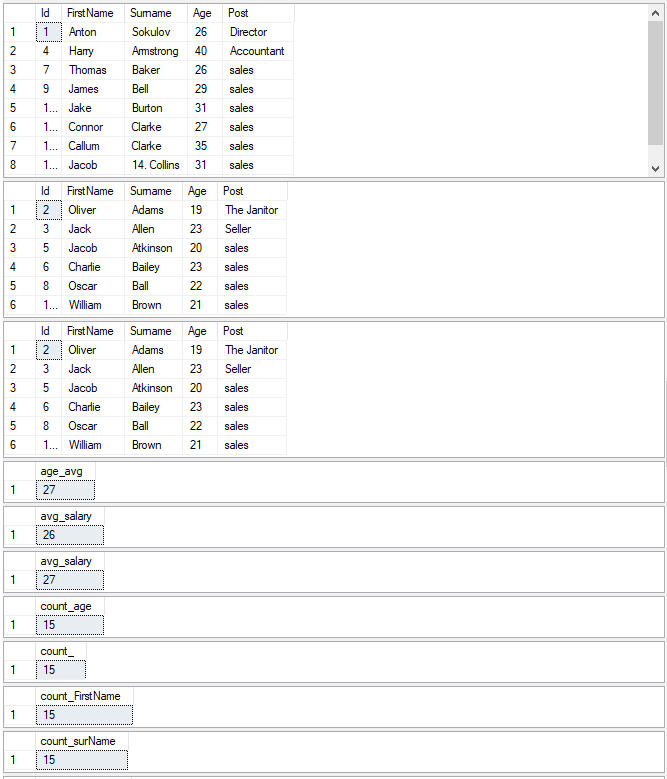 Id FirstName Surname Age Post
1 1 Anton Sokulov 26 Director
2 4 Harry Armstrong 40 Accountant
3 7 Thomas Baker 26 sales
4 9 James Bell 29 sales
5 1... Jake Burton 31 sales
6 1... Connor Clarke 27 sales
7 1... Callum Clarke 35 sales
8 1... Jacob 14. Collins 31 sales
Id FirstName Surname Age Post
1 2 Oliver Adams 19 The Janitor
2 3 Jack Allen 23 Seller
3 5 Jacob Atkinson 20 sales
4 6 Charlie Bailey 23 sales
5 8 Oscar Ball 22 sales
6 1... William Brown 21 sales
Id FirstName Surname Age Post
1 2 Oliver Adams 19 The Janitor
2 3 Jack Allen 23 Seller
3 5 Jacob Atkinson 20 sales
4 6 Charlie Bailey 23 sales
5 8 Oscar Ball 22 sales
6 1... William Brown 21 sales
age_avg
1 27
avg_salary
1 26
avg_salary
1 27
count_age
1 15
count_
1 15
count_FirstName
1 15
count_surName
1 15